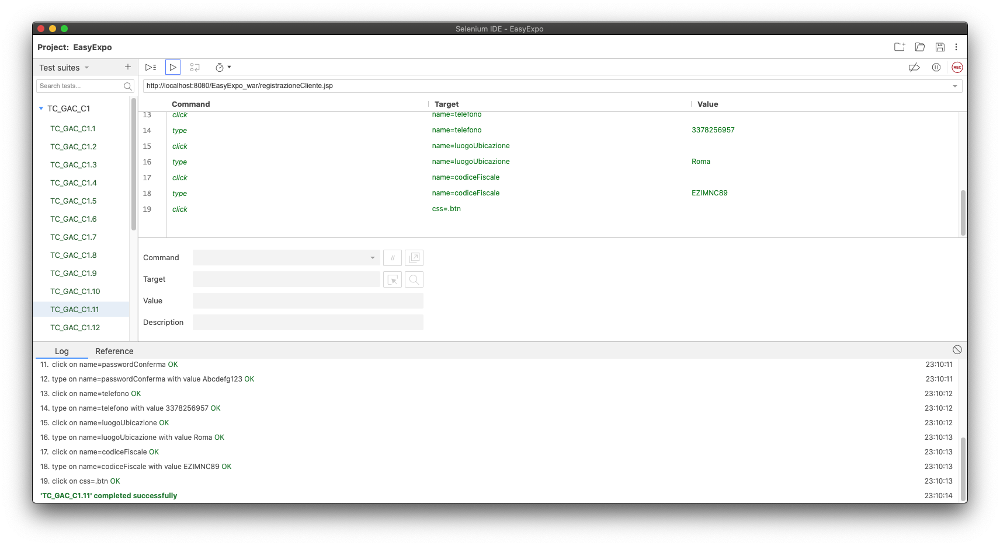 Selenium IDE - EasyExpo
Project: EasyExpo
Test suites
+
REC
Search tests...
http://localhost:8080/EasyExpo_war/registrazioneCliente.jsp
TC_GAC_C1
TC_GAC_C1.1
TC_GAC_C1.2
TC_GAC_C1.3
TC_GAC_C1.4
TC_GAC_C1.5
TC_GAC_C1.6
TC_GAC_C1.7
TC_GAC_C1.8
TC_GAC_C1.9
TC_GAC_C1.10
TC_GAC_C1.11
TC_GAC_C1.12
Command Target Value
13 click name=telefono
14 type name=telefono 3378256957
15 click name=luogoUbicazione
16 type name=luogoUbicazione Roma
17 click name=codiceFiscale
18 type name=codiceFiscale EZIMNC89
19 click css=.btn
Command //
Target
Value
Description
Log Reference
11. click on name=passwordConferma OK 23:10:11
12. type on name=passwordConferma with value Abcdefg123 OK 23:10:11
13. click on name=telefono OK 23:10:12
14. type on name=telefono with value 3378256957 OK 23:10:12
15. click on name=luogoUbicazione OK 23:10:12
16. type on name=luogoUbicazione with value Roma OK 23:10:13
17. click on name=codiceFiscale OK 23:10:13
18. type on name=codiceFiscale with value EZIMNC89 OK 23:10:13
19. click on css=.btn OK 23:10:13
'TC_GAC_C1.11' completed successfully 23:10:14